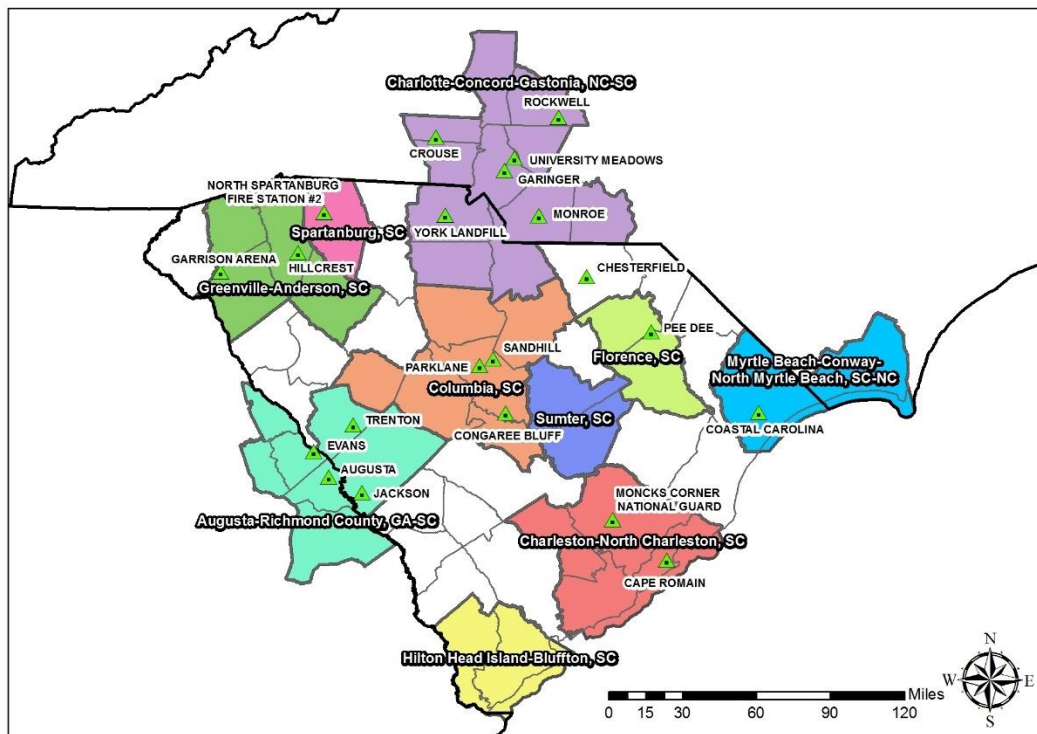 Charlotte-Concord-Gastonia, NC-SC
ROCKWELL
CROUSE
UNIVERSITY MEADOWS
GARINGER
NORTH SPARTANBURG
FIRE STATION #2
MONROE
YORK LANDFILL
Spartanburg, SC
GARRISON ARENA
HILLCREST
Greenville-Anderson, SC
CHESTERFIELD
PEE DEE
SANDHILL
Florence, SC
PARKLANE
Myrtle Beach-Conway-
North Myrtle Beach, SC-NC
Columbia, SC
Sumter, SC
TRENTON
CONGAREE BLUFF
COASTAL CAROLINA
EVANS
AUGUSTA
JACKSON
MONCKS CORNER
NATIONAL GUARD
Augusta-Richmond County, GA-SC
Charleston-North Charleston, SC
CAPE ROMAIN
Hilton Head Island-Bluffton, SC
N
W E
S
Miles
0 15 30 60 90 120